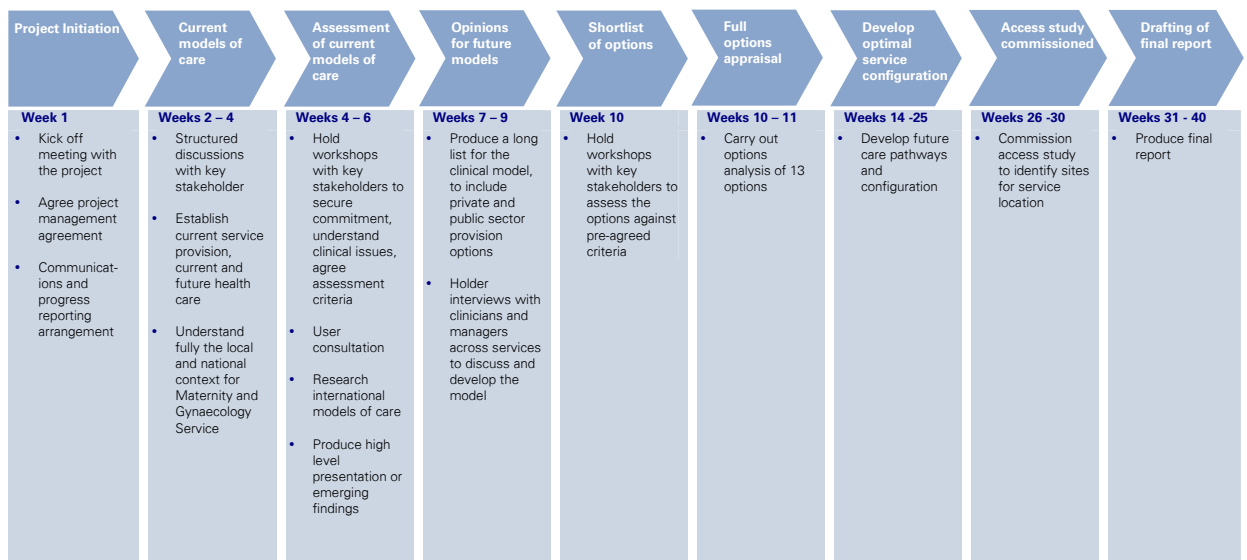 Project Initiation
Current
models of
care
Assessment
of current
models of
care
Opinions
for future
models
Shortlist
of options
Full
options
appraisal
Develop
optimal
service
configuration
Access study
commissioned
Drafting of
final report
Week 1
• Kick off
meeting with
the project
• Agree project
management
agreement
• Communicat-
ions and
progress
reporting
arrangement
Weeks 2 – 4
• Structured
discussions
with key
stakeholder
• Establish
current service
provision,
current and
future health
care
• Understand
fully the local
and national
context for
Maternity and
Gynaecology
Service
Weeks 4 – 6
• Hold
workshops
with key
stakeholders to
secure
commitment,
understand
clinical issues,
agree
assessment
criteria
• User
consultation
• Research
international
models of care
• Produce high
level
presentation or
emerging
findings
Weeks 7 – 9
• Produce a long
list for the
clinical model,
to include
private and
public sector
provision
options
• Holder
interviews with
clinicians and
managers
across services
to discuss and
develop the
model
Week 10
• Hold
workshops
with key
stakeholders to
assess the
options against
pre-agreed
criteria
Weeks 10 – 11
• Carry out
options
analysis of 13
options
Weeks 14 -25
• Develop future
care pathways
and
configuration
Weeks 26 -30
• Commission
access study
to identify sites
for service
location
Weeks 31 - 40
• Produce final
report